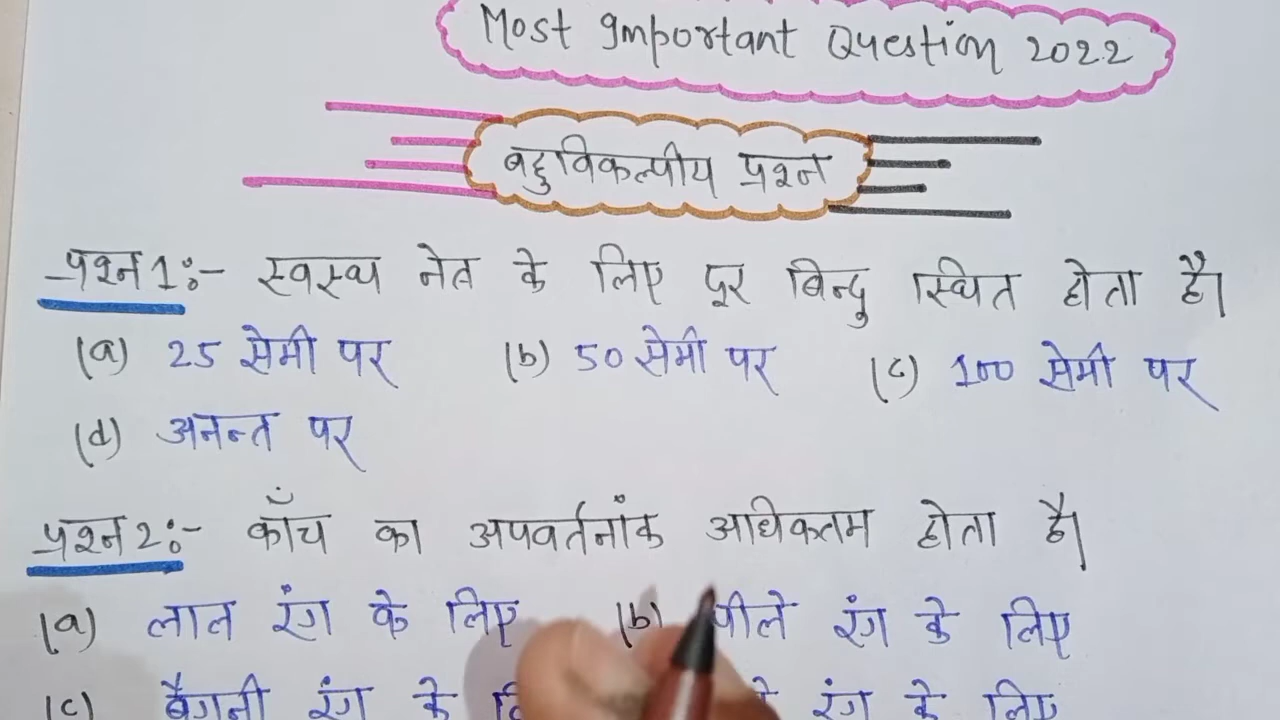 Most Important Question 2022
बहुविकल्पीय प्रश्न
प्रश्न 1:- स्वस्थ नेत्र के लिए दूर बिन्दु स्थित होता है।
(a) 25 सेमी पर (b) 50 सेमी पर (c) 100 सेमी पर
(d) अनन्त पर
प्रश्न 2:- काँच का अपवर्तनांक अधिकतम होता है।
(a) लाल रंग के लिए (b) पीले रंग के लिए
(c) बैगनी रंग के रंग के लिए